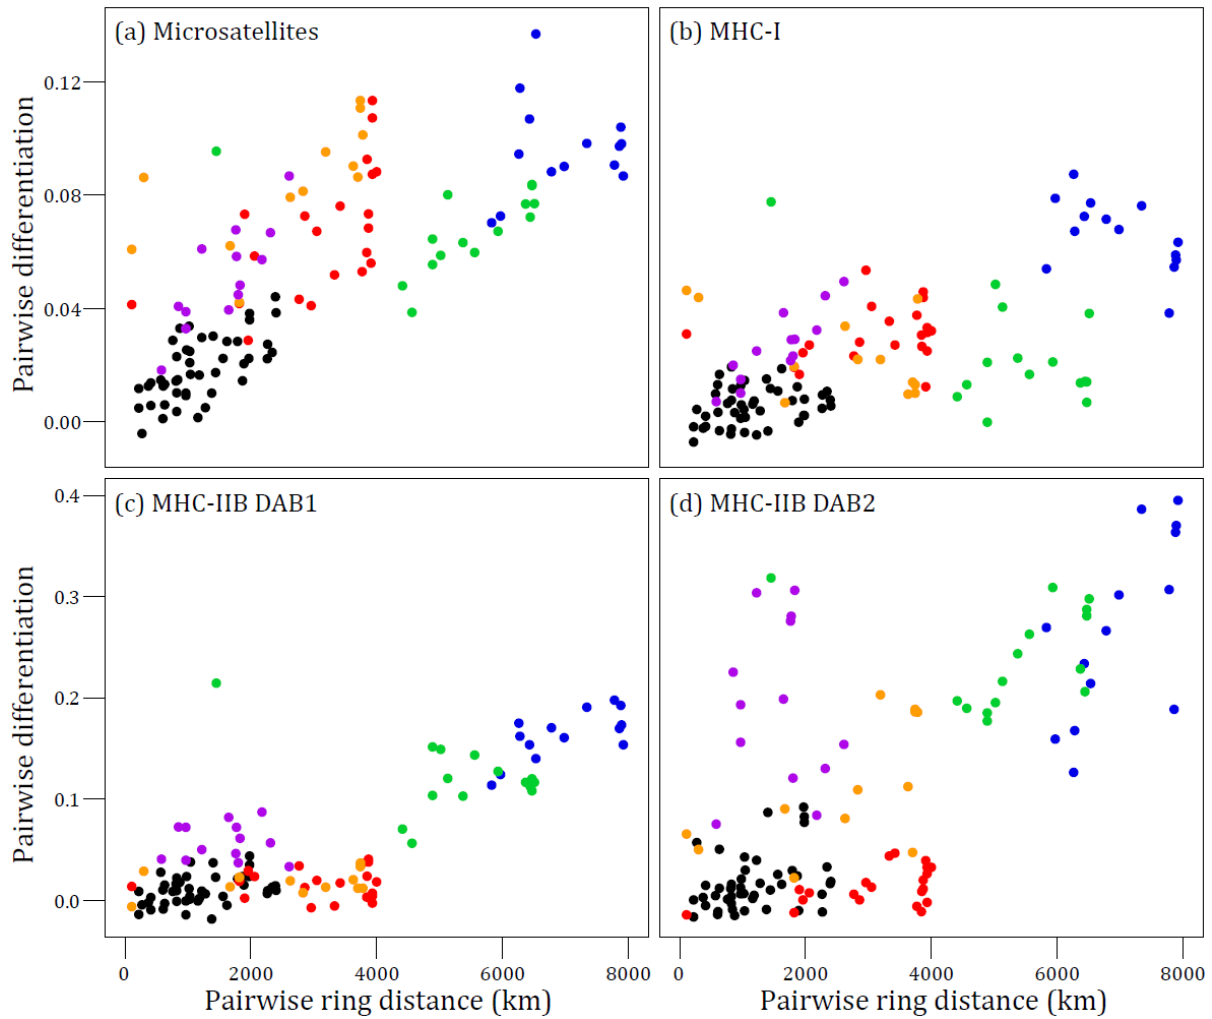 (a) Microsatellites
(b) MHC-I
Pairwise differentiation
0.12
0.08
0.04
0.00
(c) MHC-IIB DAB1
(d) MHC-IIB DAB2
Pairwise differentiation
0.4
0.3
0.2
0.1
0.0
0 2000 4000 6000 8000
0 2000 4000 6000 8000
Pairwise ring distance (km)
Pairwise ring distance (km)